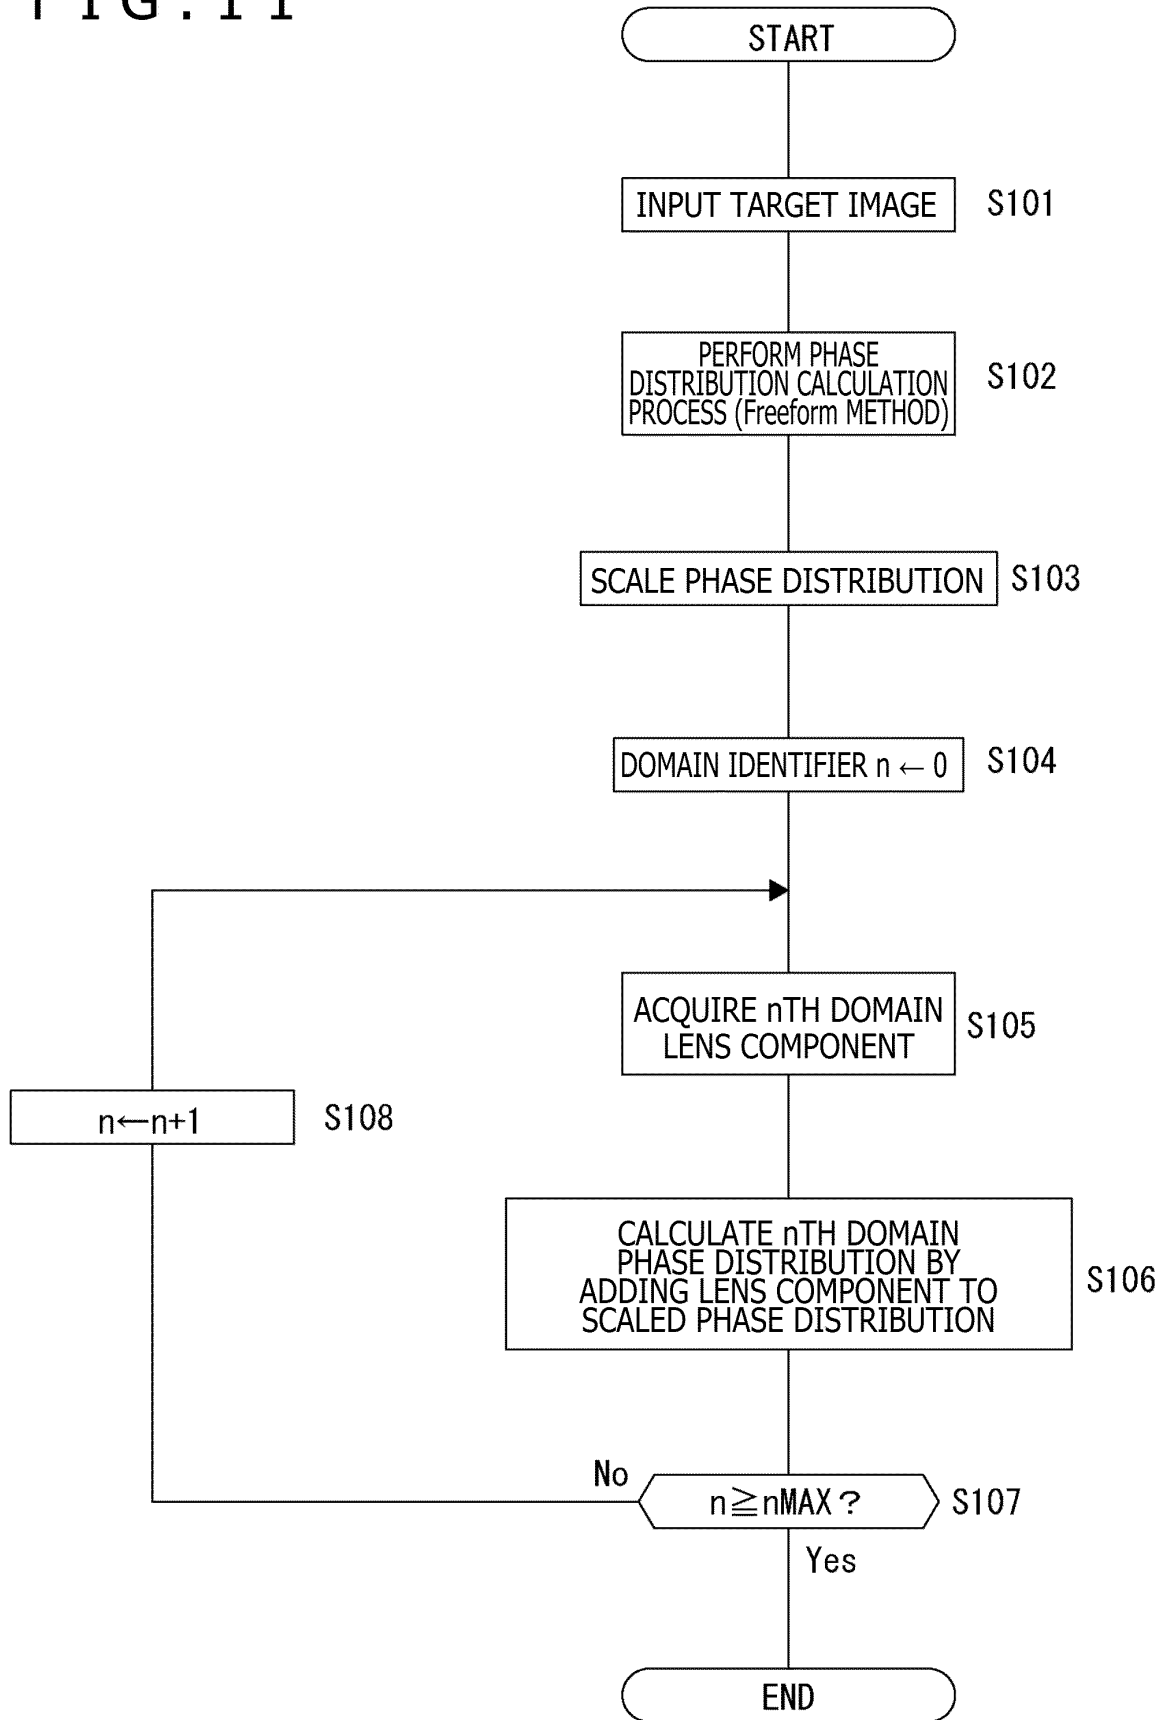 FIG.11
START
INPUT TARGET IMAGE
S101
PERFORM PHASE
DISTRIBUTION CALCULATION
PROCESS (Freeform METHOD)
S102
SCALE PHASE DISTRIBUTION
S103
DOMAIN IDENTIFIER n ← 0
S104
ACQUIRE nTH DOMAIN
LENS COMPONENT
S105
n←n+1
S108
CALCULATE nTH DOMAIN
PHASE DISTRIBUTION BY
ADDING LENS COMPONENT TO
SCALED PHASE DISTRIBUTION
S106
No
n≧nMAX?
S107
Yes
END